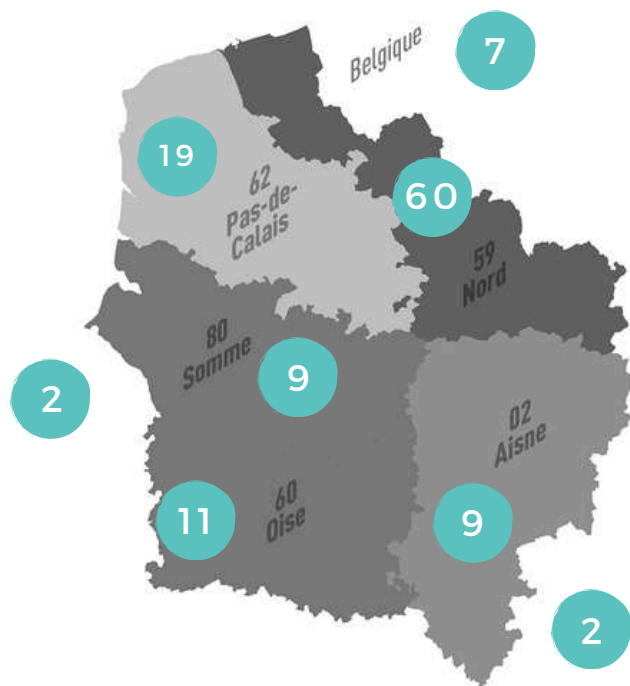 Belgique
7
19
62
Pas-de-
Calais
60
59
Nord
80
Somme
9
2
02
Aisne
60
Oise
11
9
2